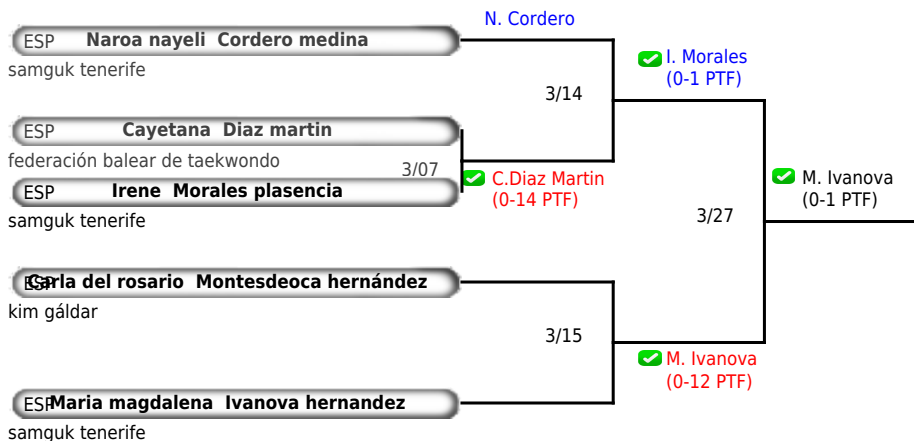 N. Cordero
ESP Naroa nayeli Cordero medina
samguk tenerife
I. Morales
(0-1 PTF)
3/14
ESP Cayetana Diaz martin
federación balear de taekwondo
3/07
C.Diaz Martin
(0-14 PTF)
ESP Irene Morales plasencia
samguk tenerife
M. Ivanova
(0-1 PTF)
3/27
ESP Carla del rosario Montesdeoca hernández
kim gáldar
3/15
M. Ivanova
(0-12 PTF)
ESP Maria magdalena Ivanova hernandez
samguk tenerife